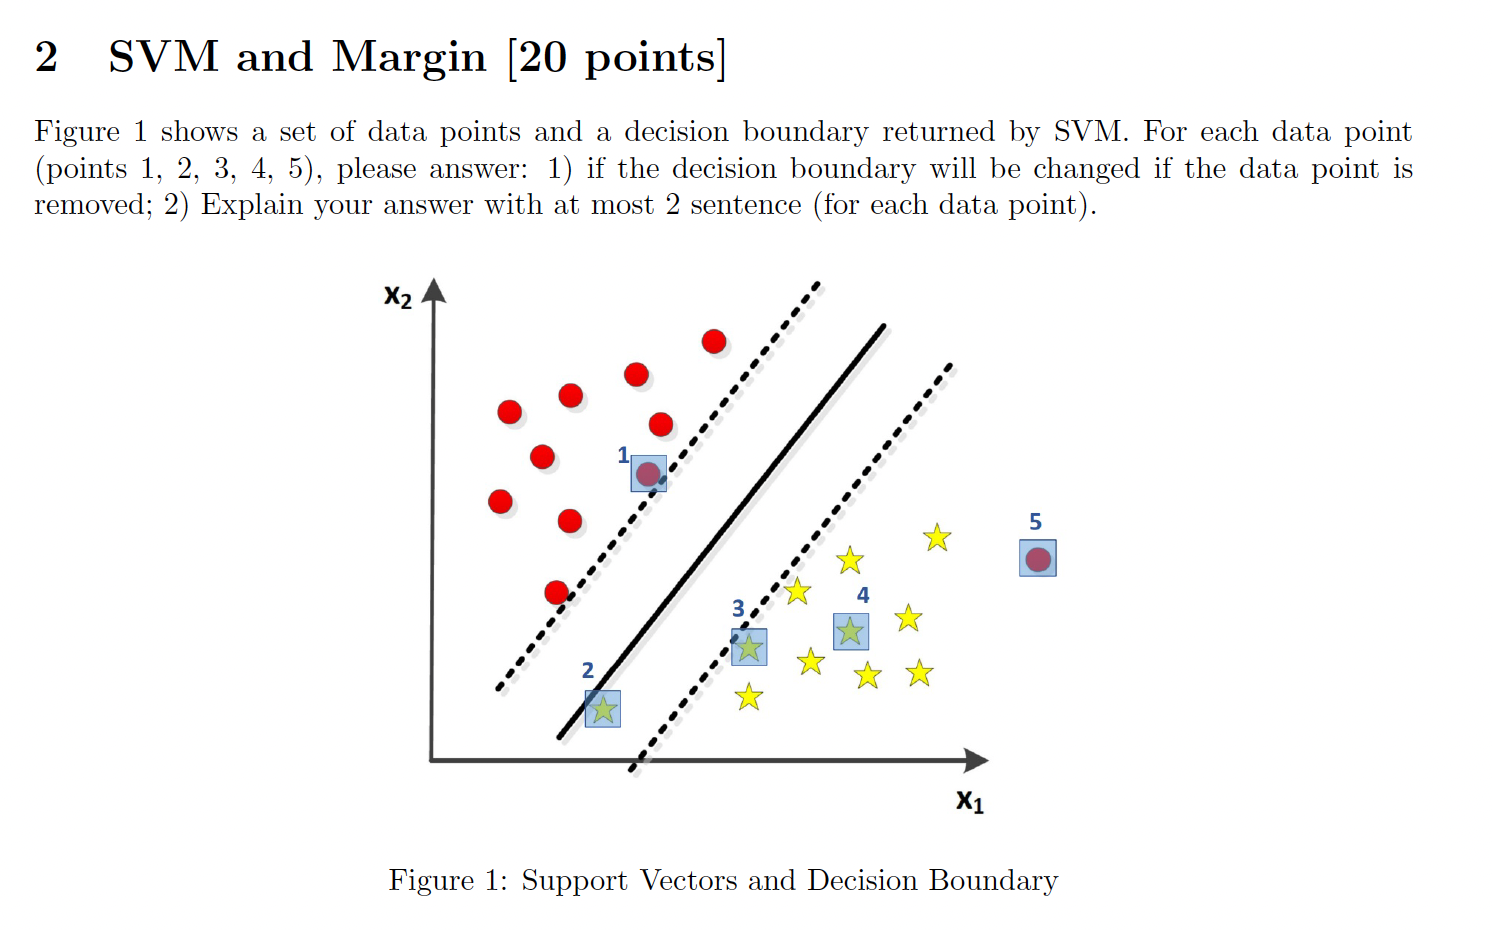 2 SVM and Margin [20 points]
Figure 1 shows a set of data points and a decision boundary returned by SVM. For each data point
(points 1, 2, 3, 4, 5), please answer: 1) if the decision boundary will be changed if the data point is
removed; 2) Explain your answer with at most 2 sentence (for each data point).
x2
1
5
4
3
2
x1
Figure 1: Support Vectors and Decision Boundary